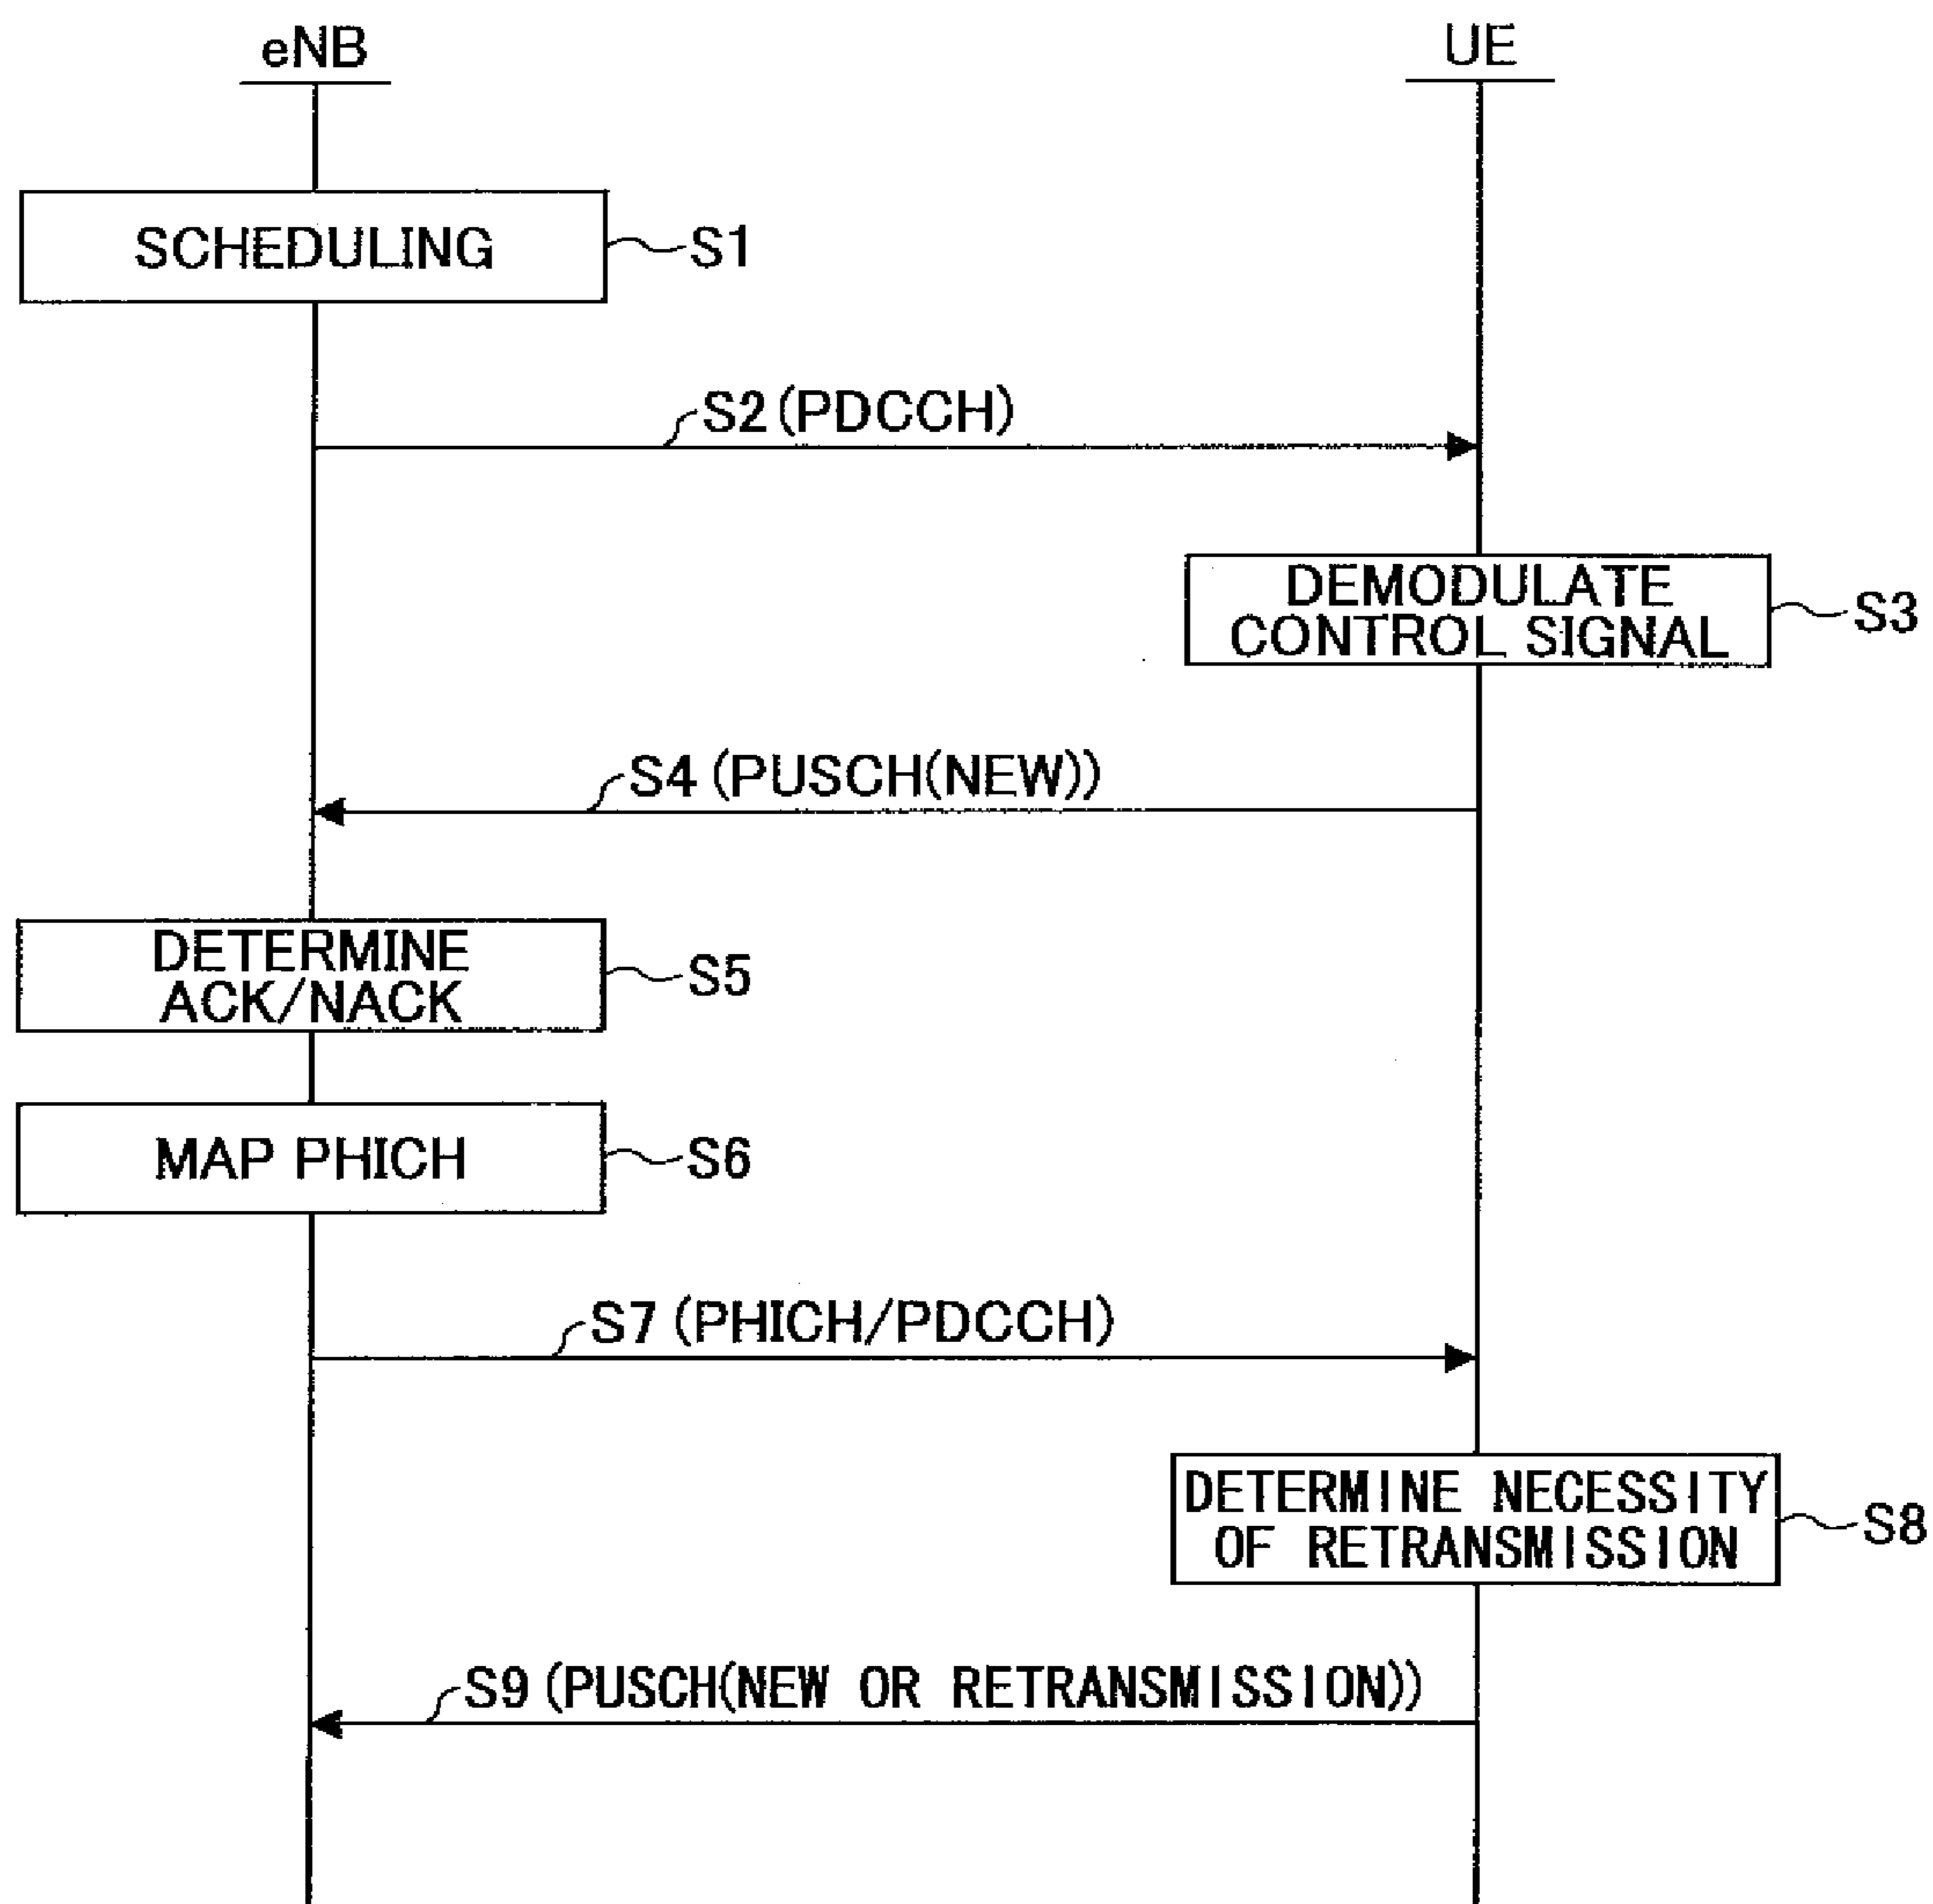 eNB
UE
SCHEDULING
S1
S2 (PDCCH)
DEMODULATE
CONTROL SIGNAL
S3
S4 (PUSCH(NEW))
DETERMINE
ACK/NACK
S5
MAP PHICH
S6
S7 (PHICH/PDCCH)
DETERMINE NECESSITY
OF RETRANSMISSION
S8
S9 (PUSCH(NEW OR RETRANSMISSION))